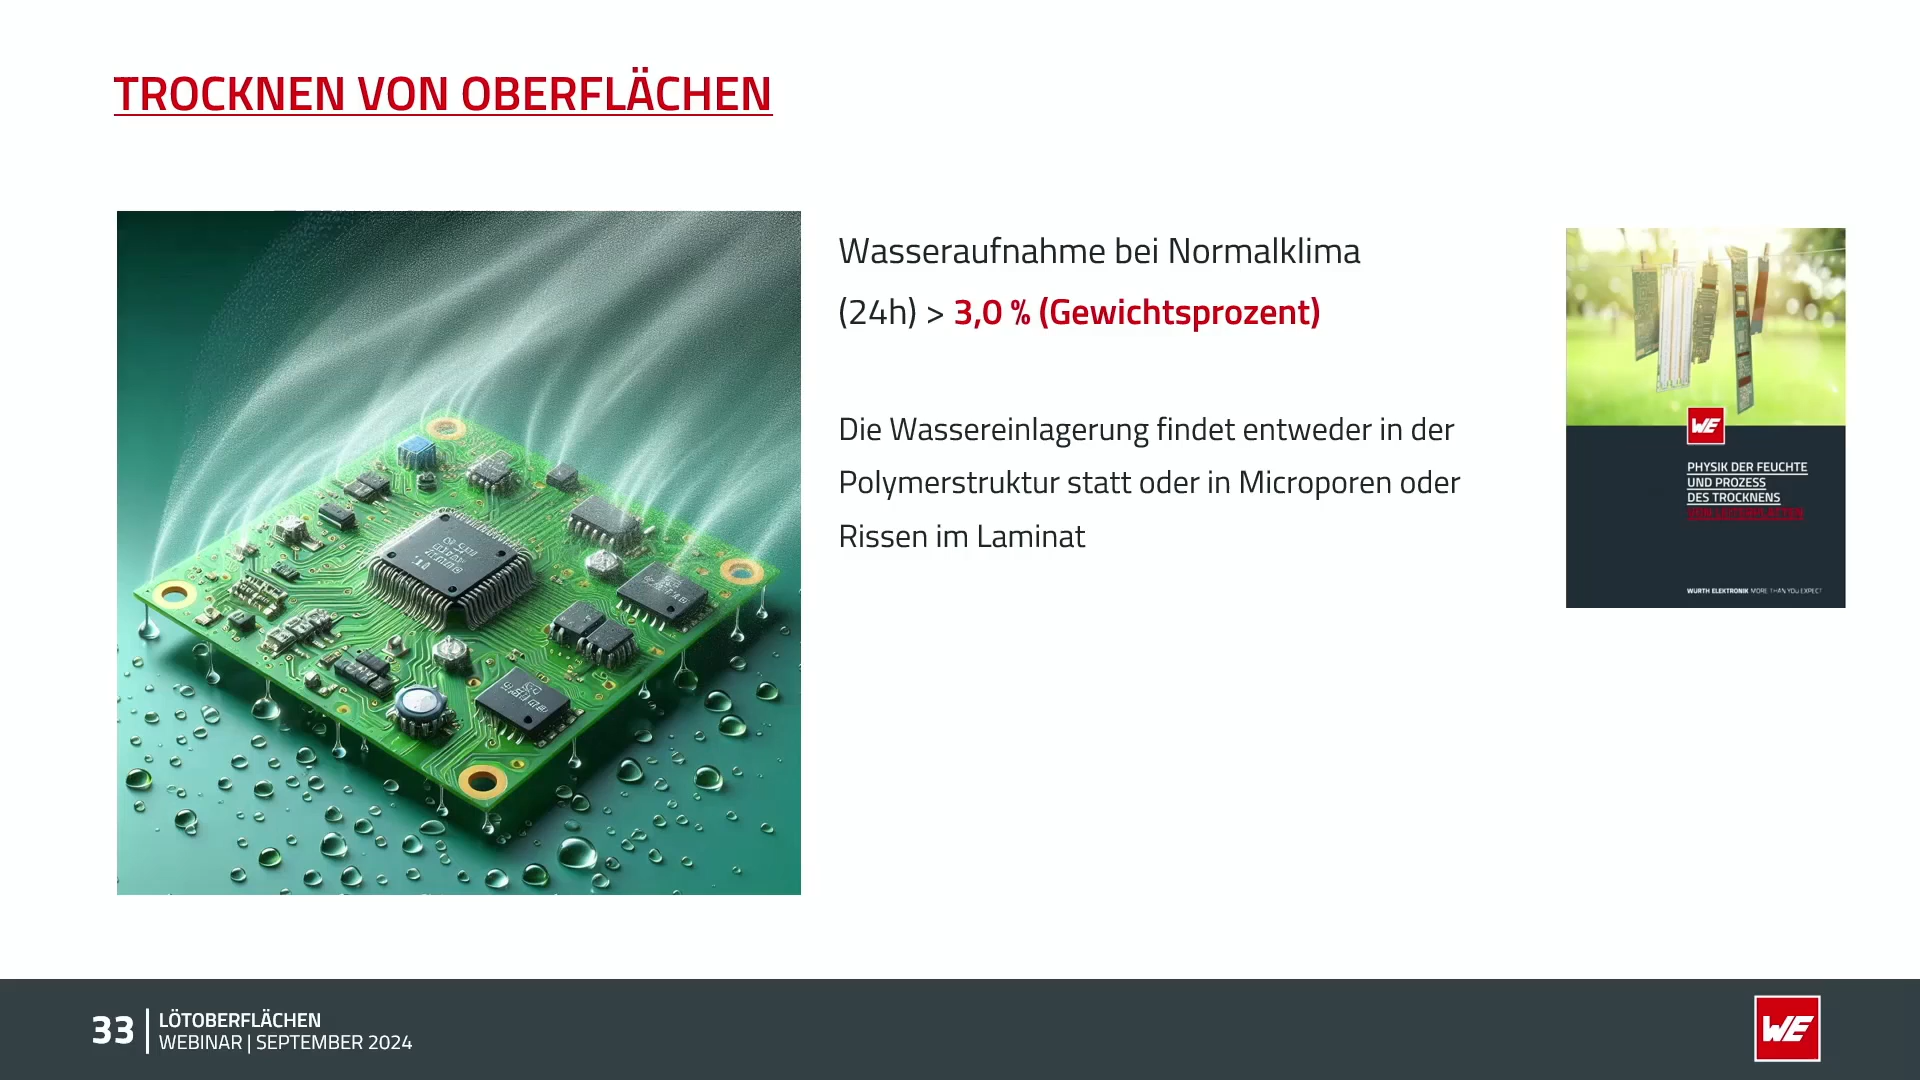 TROCKNEN VON OBERFLÄCHEN
Wasseraufnahme bei Normalklima
(24h) > 3,0 % (Gewichtsprozent)
Die Wassereinlagerung findet entweder in der
Polymerstruktur statt oder in Microporen oder
Rissen im Laminat
WE
PHYSIK DER FEUCHTE
UND PROZESS
DES TROCKNENS
VON LEITERPLATTEN
WURTH ELEKTRONIK MORE THAN YOU EXPECT
33
LÖTOBERFLÄCHEN
WEBINAR | SEPTEMBER 2024
WE